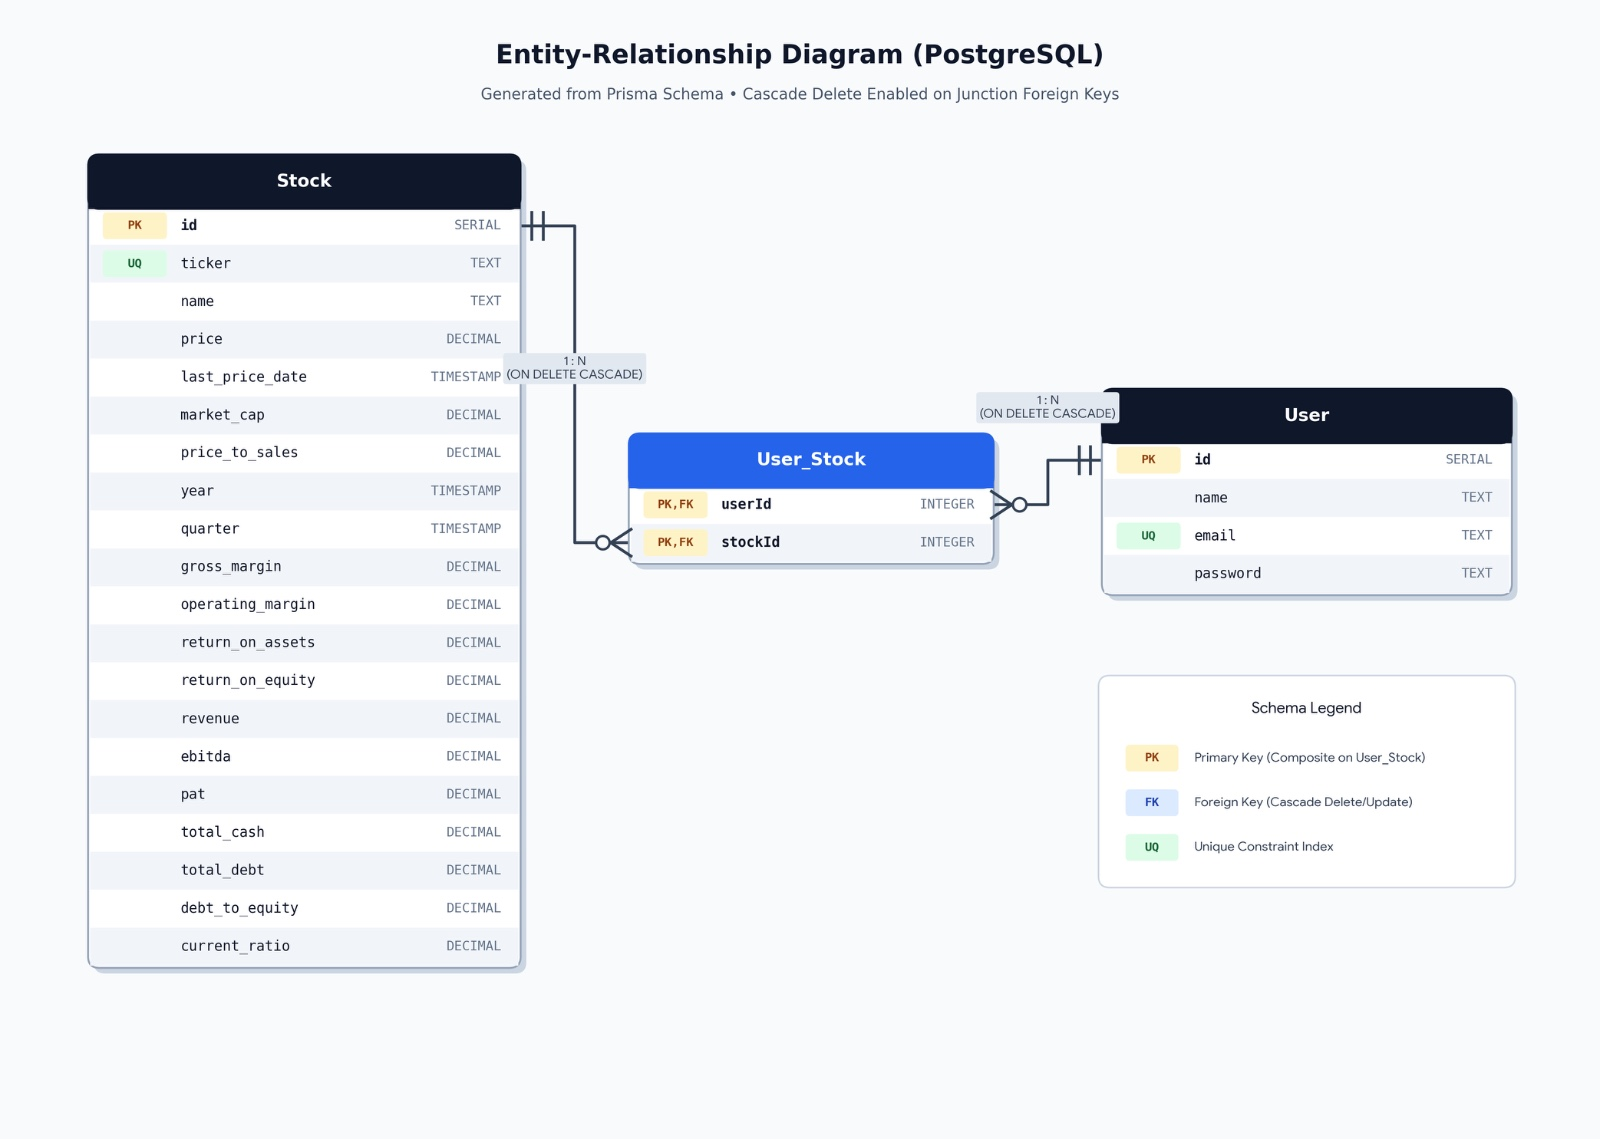 Entity-Relationship Diagram (PostgreSQL)
Generated from Prisma Schema • Cascade Delete Enabled on Junction Foreign Keys
Stock
PK id SERIAL
UQ ticker TEXT
name TEXT
price DECIMAL
last_price_date TIMESTAMP
market_cap DECIMAL
price_to_sales DECIMAL
year TIMESTAMP
quarter TIMESTAMP
gross_margin DECIMAL
operating_margin DECIMAL
return_on_assets DECIMAL
return_on_equity DECIMAL
revenue DECIMAL
ebitda DECIMAL
pat DECIMAL
total_cash DECIMAL
total_debt DECIMAL
debt_to_equity DECIMAL
current_ratio DECIMAL
1 : N
(ON DELETE CASCADE)
User_Stock
PK,FK userId INTEGER
PK,FK stockId INTEGER
1 : N
(ON DELETE CASCADE)
User
PK id SERIAL
name TEXT
UQ email TEXT
password TEXT
Schema Legend
PK Primary Key (Composite on User_Stock)
FK Foreign Key (Cascade Delete/Update)
UQ Unique Constraint Index